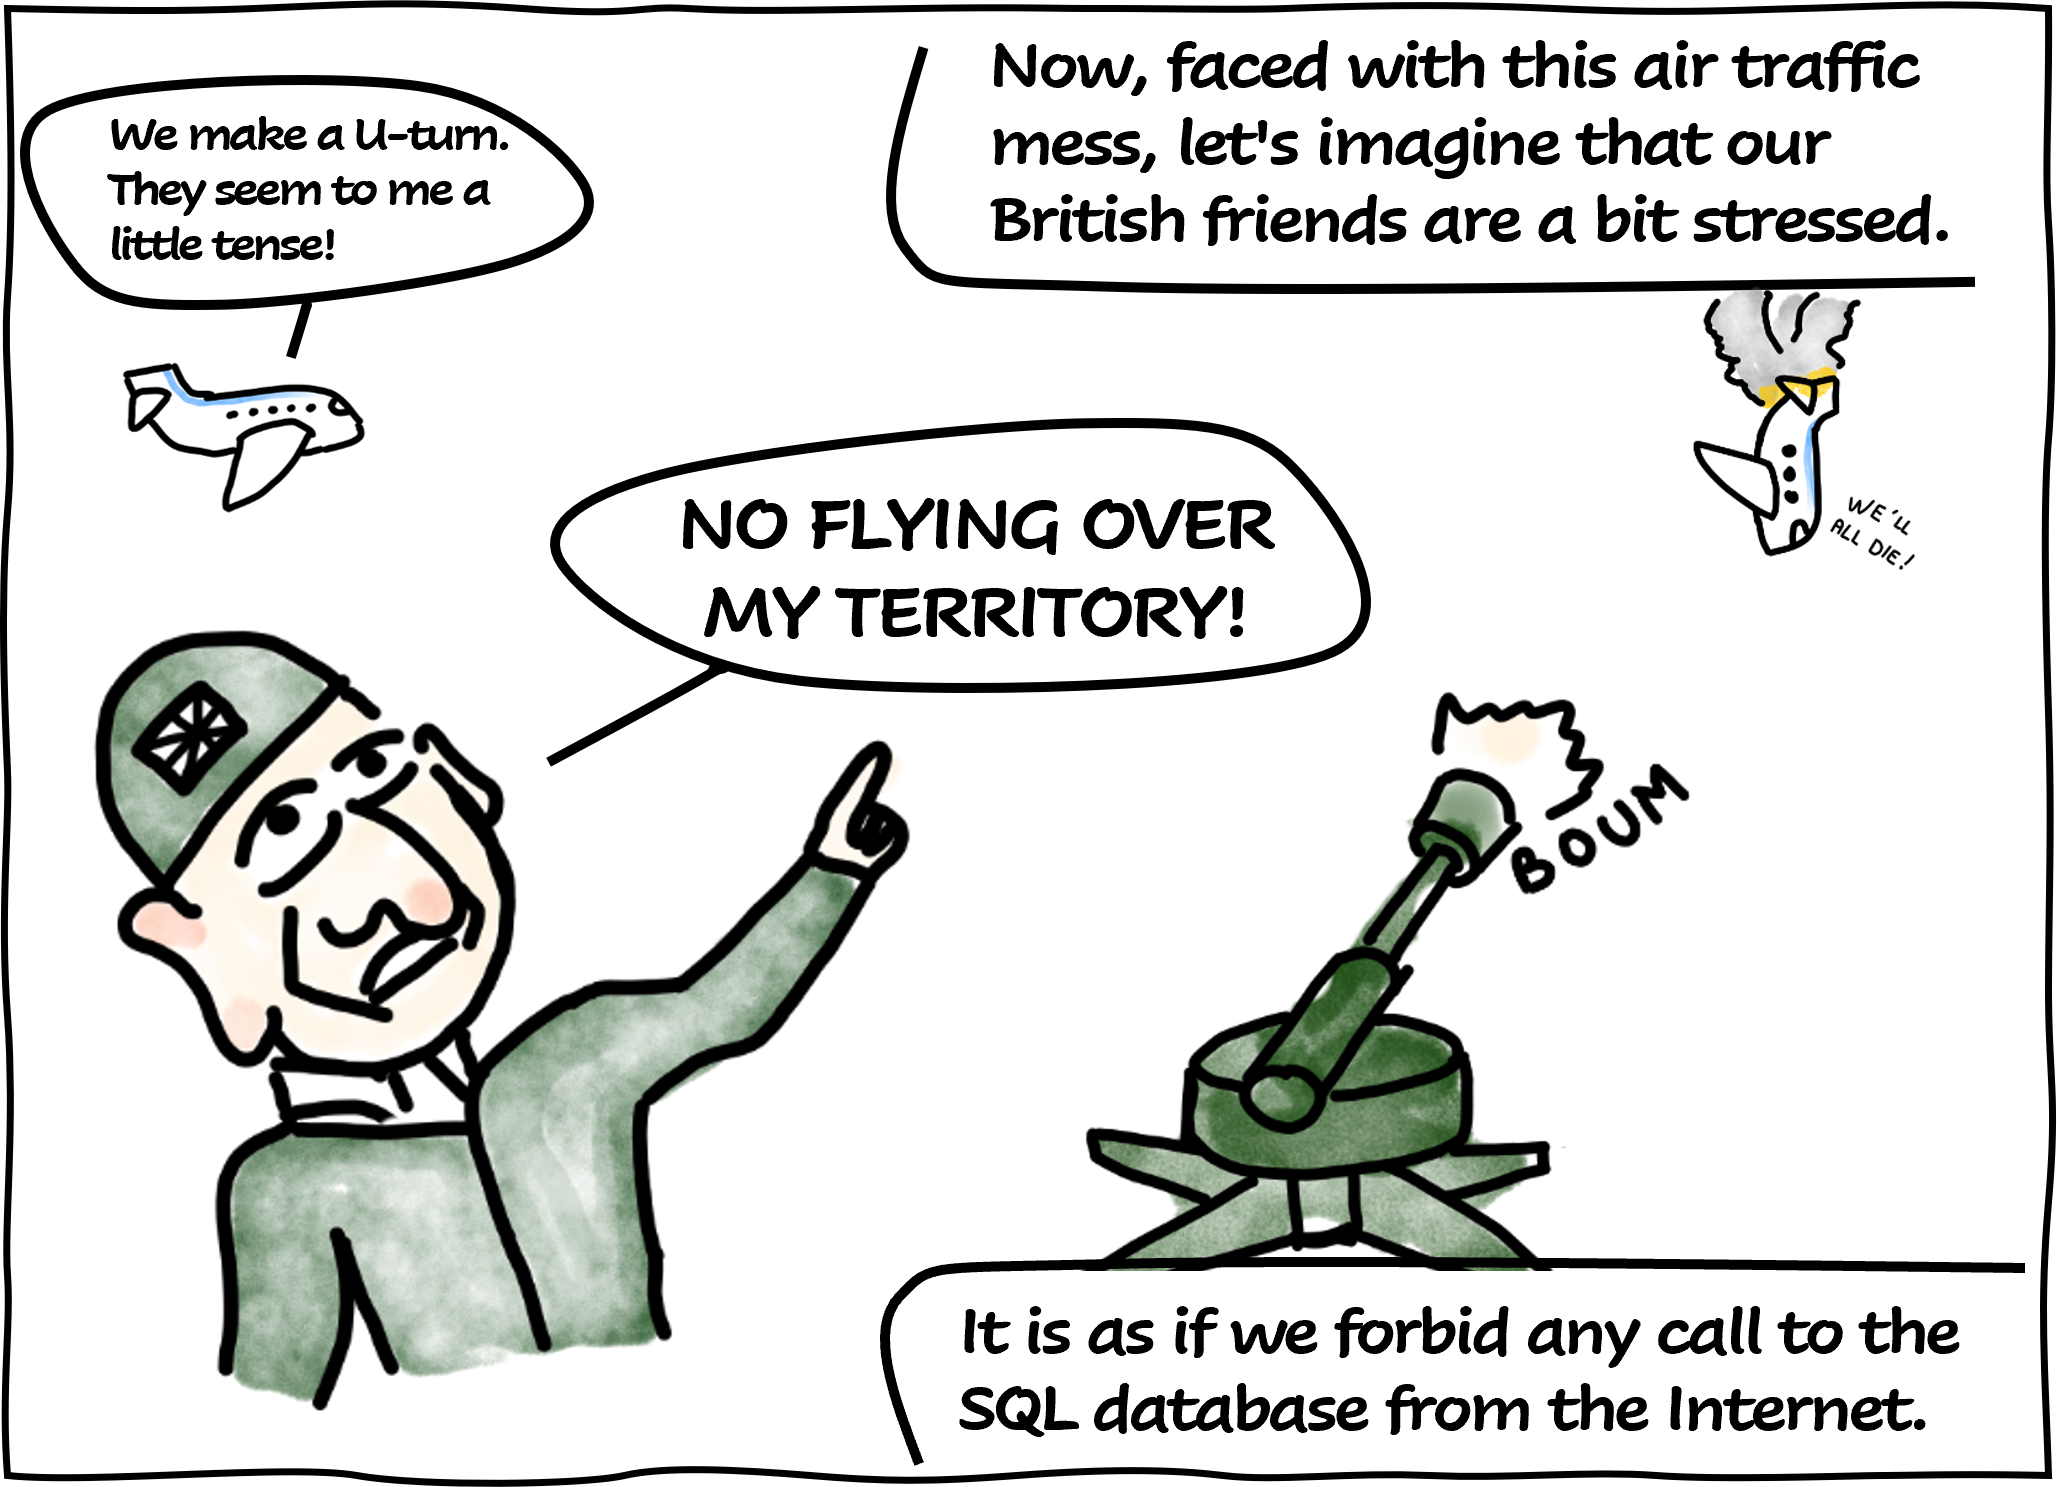 Now, faced with this air traffic
mess, let's imagine that our
British friends are a bit stressed.
We make a U-turn.
They seem to me a
little tense!
WE'LL
ALL DIE!
NO FLYING OVER
MY TERRITORY!
BOUM
It is as if we forbid any call to the
SQL database from the Internet.